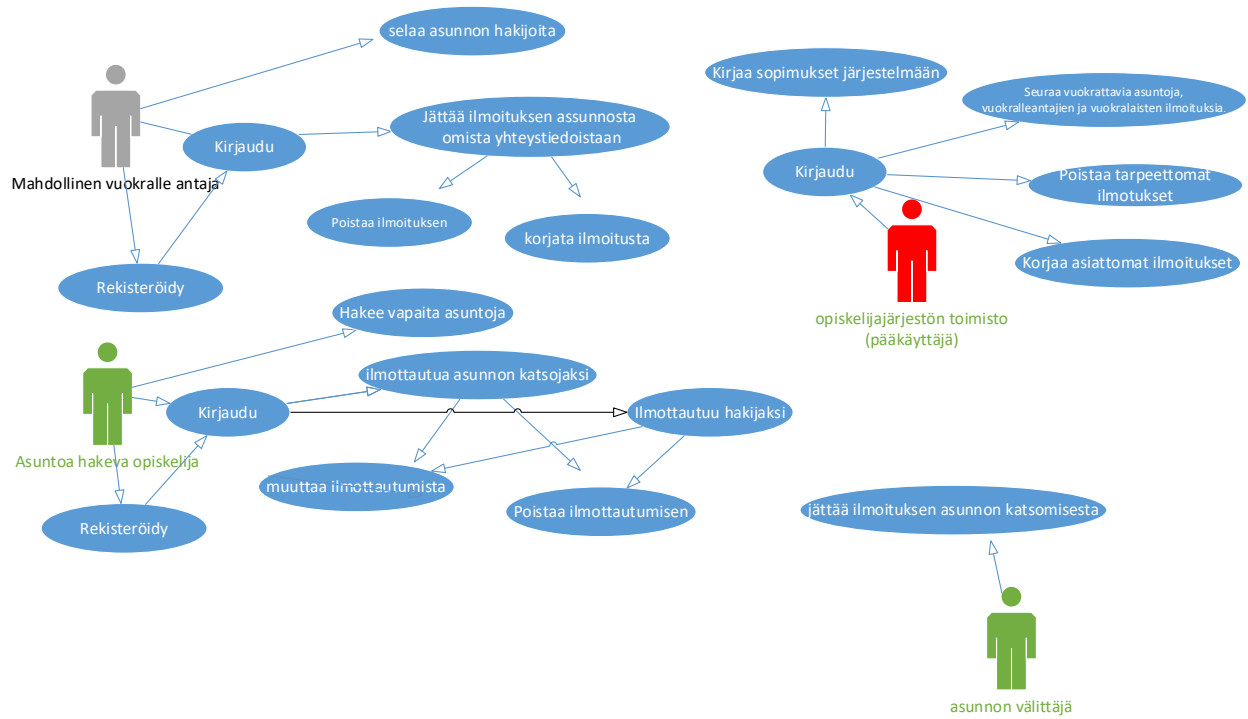 selaa asunnon hakijoita
Kirjaudu
Jättää ilmoituksen assunnosta
omista yhteystiedoistaan
Mahdollinen vuokralle antaja
Poistaa ilmoituksen
korjata ilmoitusta
Rekisteröidy
Kirjaa sopimukset järjestelmään
Seuraa vuokrattavia asuntoja,
vuokralleantajien ja vuokralaisten ilmoituksia.
Kirjaudu
Poistaa tarpeettomat
ilmotukset
Korjaa asiattomat ilmoitukset
opiskelijajärjestön toimisto
(pääkäyttäjä)
Hakee vapaita asuntoja
ilmottautua asunnon katsojaksi
Kirjaudu
Ilmottautuu hakijaksi
Asuntoa hakeva opiskelija
muuttaa ilmottautumista
Poistaa ilmottautumisen
Rekisteröidy
jättää ilmoituksen asunnon katsomisesta
asunnon välittäjä